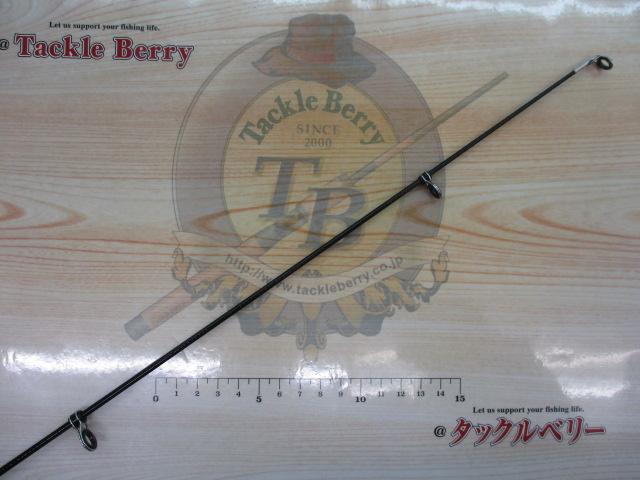 Let us support your fishing life.
@ Tackle Berry
Tackle Berry
SINCE
2000
TB
http://www.tackleberry.co.jp
0 1 2 3 4 5 6 7 8 9 10 11 12 13 14 15
Let us support your fishing life.
@ タックルベリー